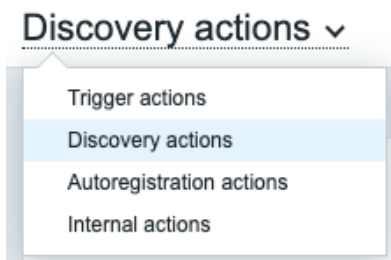 Discovery actions
Trigger actions
Discovery actions
Autoregistration actions
Internal actions